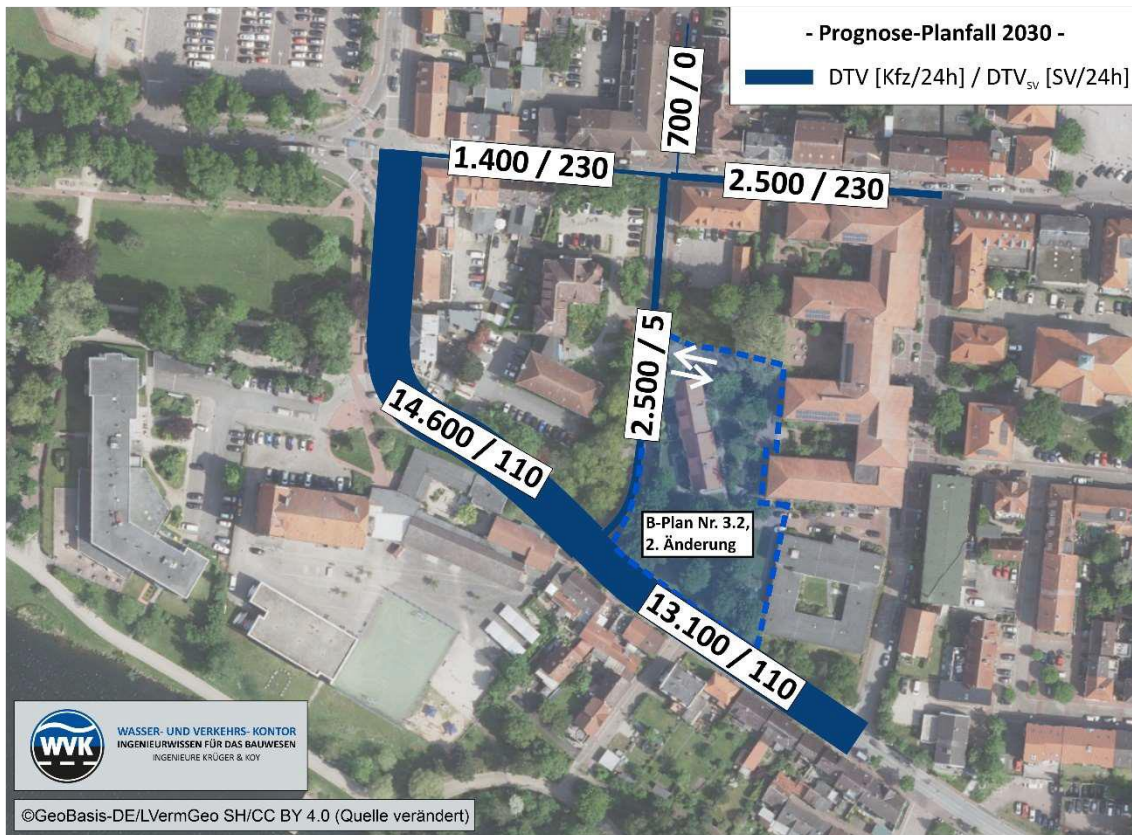 - Prognose-Planfall 2030 -
DTV [Kfz/24h] / DTVSV [SV/24h]
700 / 0
1.400 / 230
2.500 / 230
2.500 / 5
14.600 / 110
B-Plan Nr. 3.2,
2. Änderung
13.100 / 110
WVK
WASSER- UND VERKEHRS- KONTOR
INGENIEURWISSEN FÜR DAS BAUWESEN
INGENIEURE KRÜGER & KOY
©GeoBasis-DE/LVermGeo SH/CC BY 4.0 (Quelle verändert)